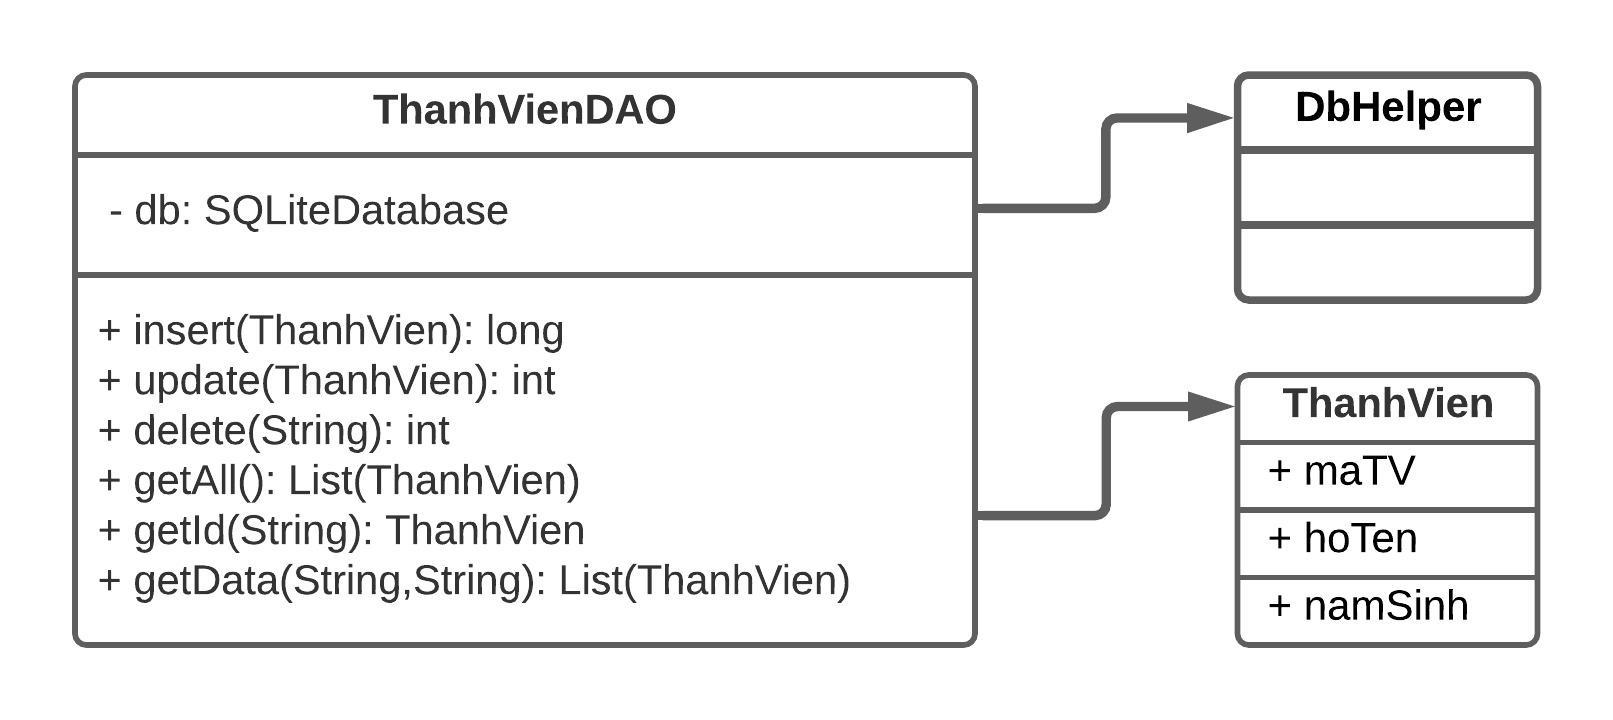 ThanhVienDAO
- db: SQLiteDatabase
+ insert(ThanhVien): long
+ update(ThanhVien): int
+ delete(String): int
+ getAll(): List(ThanhVien)
+ getId(String): ThanhVien
+ getData(String,String): List(ThanhVien)
DbHelper
ThanhVien
+ maTV
+ hoTen
+ namSinh